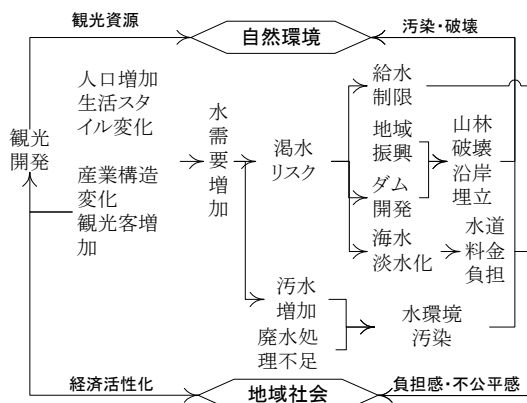 観光資源
自然環境
汚染・破壊
人口増加
生活スタ
イル変化
産業構造
変化
観光客増
加
観光
開発
水
需
要
増
加
渇水
リスク
給水
制限
地域
振興
ダム
開発
海水
淡水化
山林
破壊
沿岸
埋立
水道
料金
負担
汚水
増加
廃水処
理不足
水環境
汚染
経済活性化
地域社会
負担感・不公平感